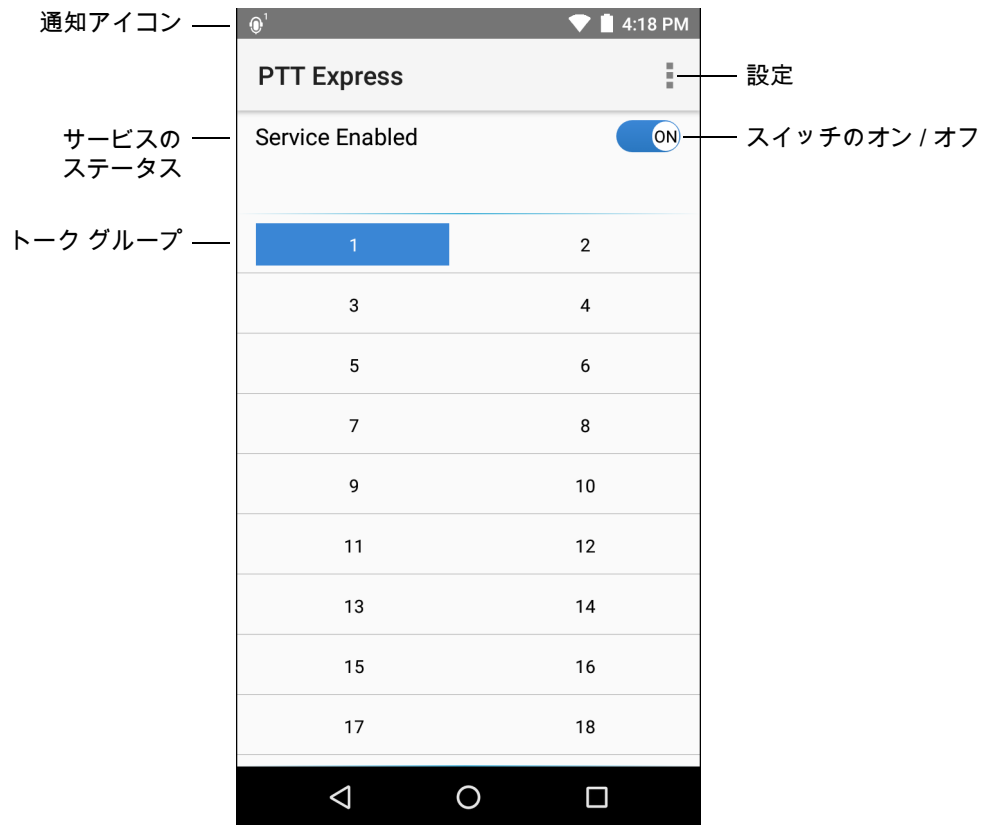 通知アイコン
1
4:18 PM
PTT Express
設定
サービスの
ステータス
Service Enabled
ON
スイッチのオン / オフ
トーク グループ
1 2
3 4
5 6
7 8
9 10
11 12
13 14
15 16
17 18